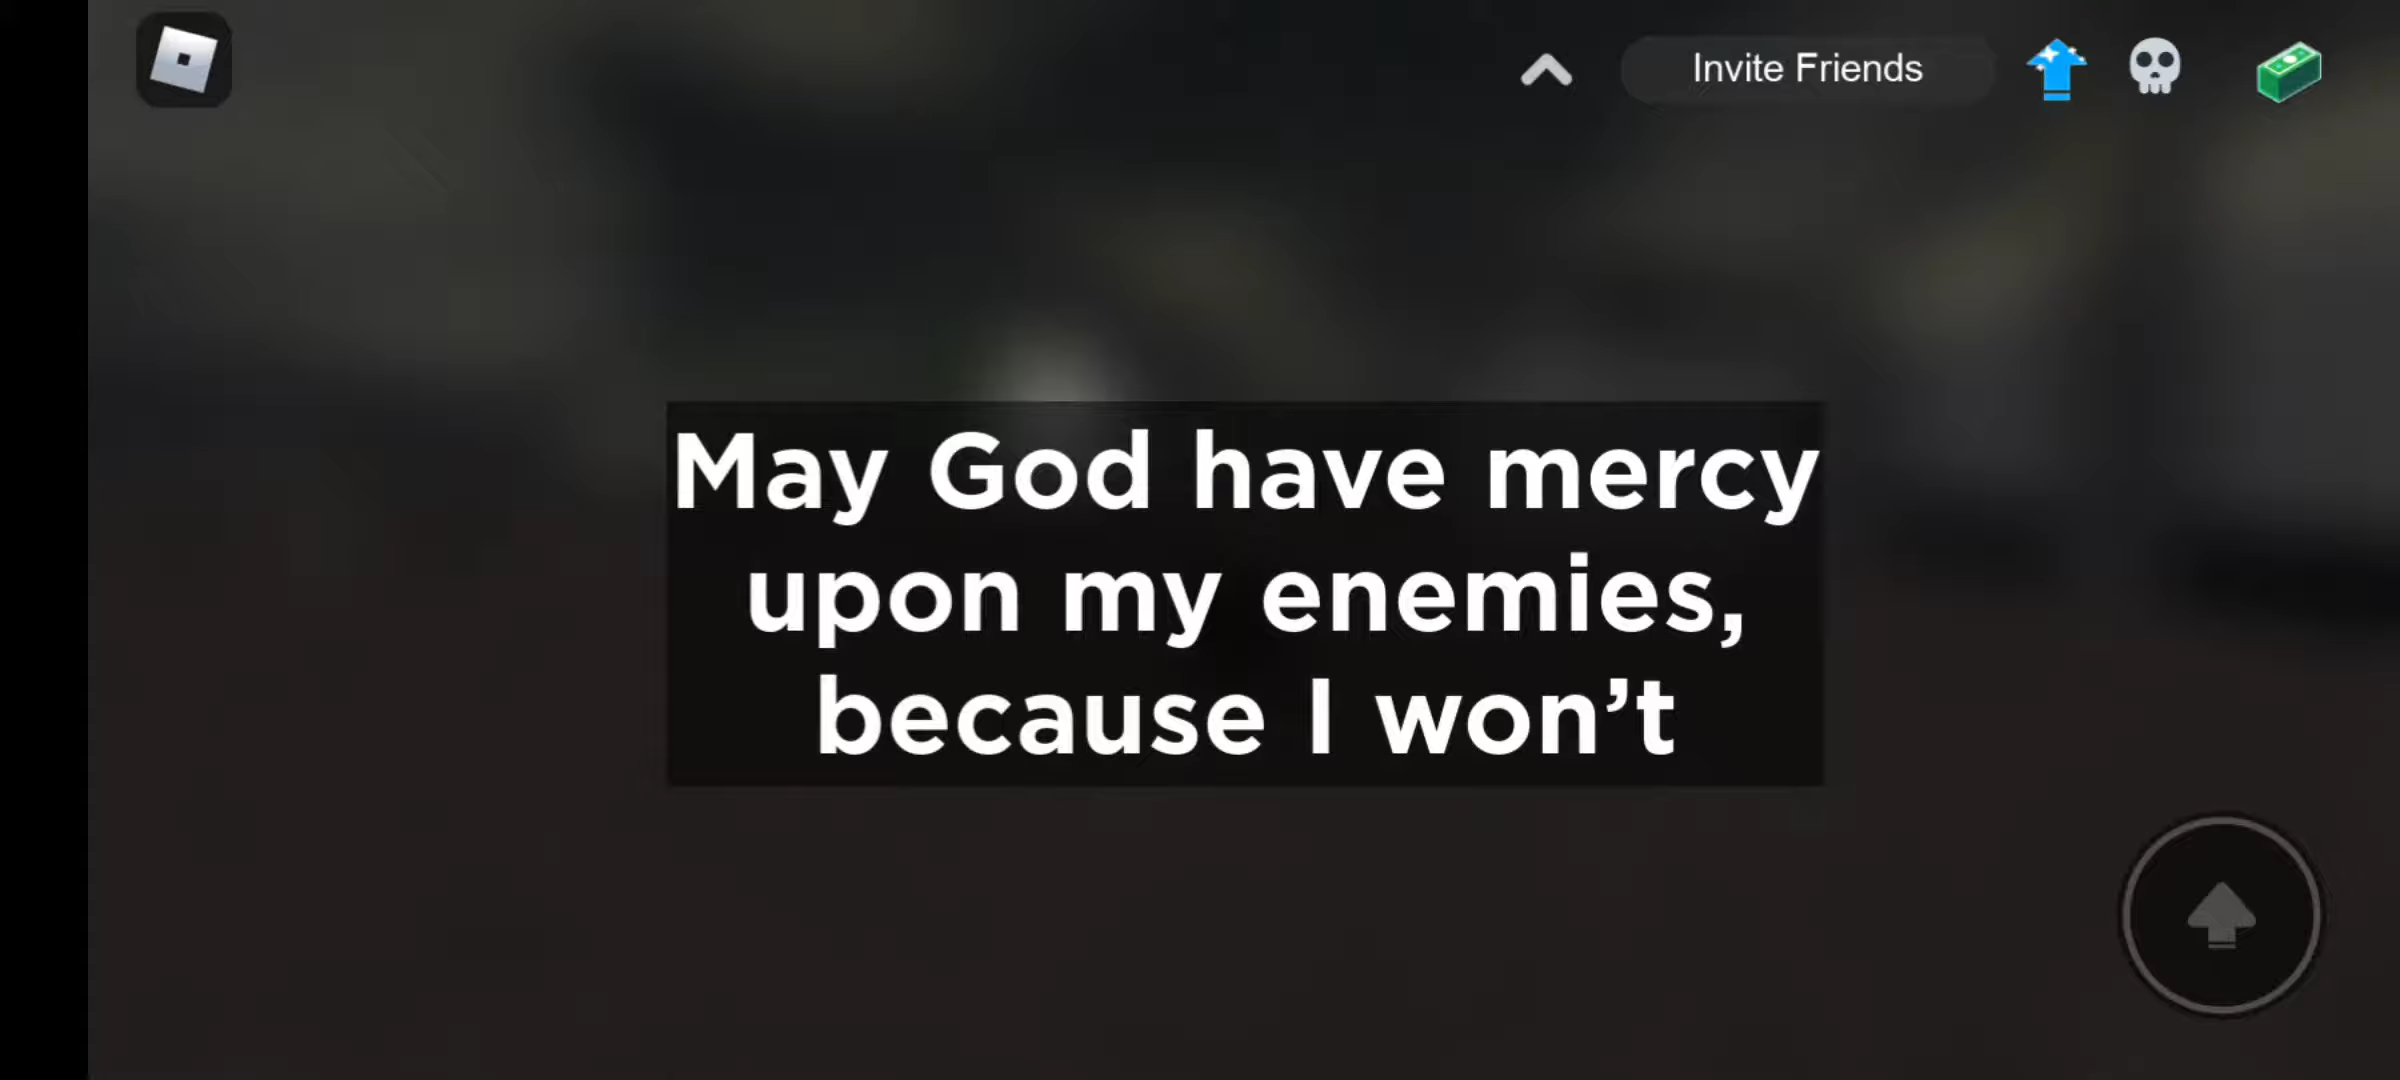 Invite Friends
May God have mercy
upon my enemies,
because I won’t